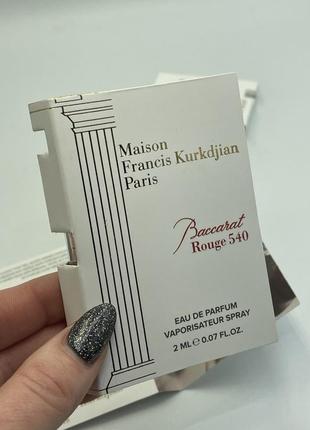 Maison
Francis Kurkdjian
Paris
Baccarat
Rouge 540
EAU DE PARFUM
VAPORISATEUR SPRAY
2 ML ℮ 0.07 FL.OZ.